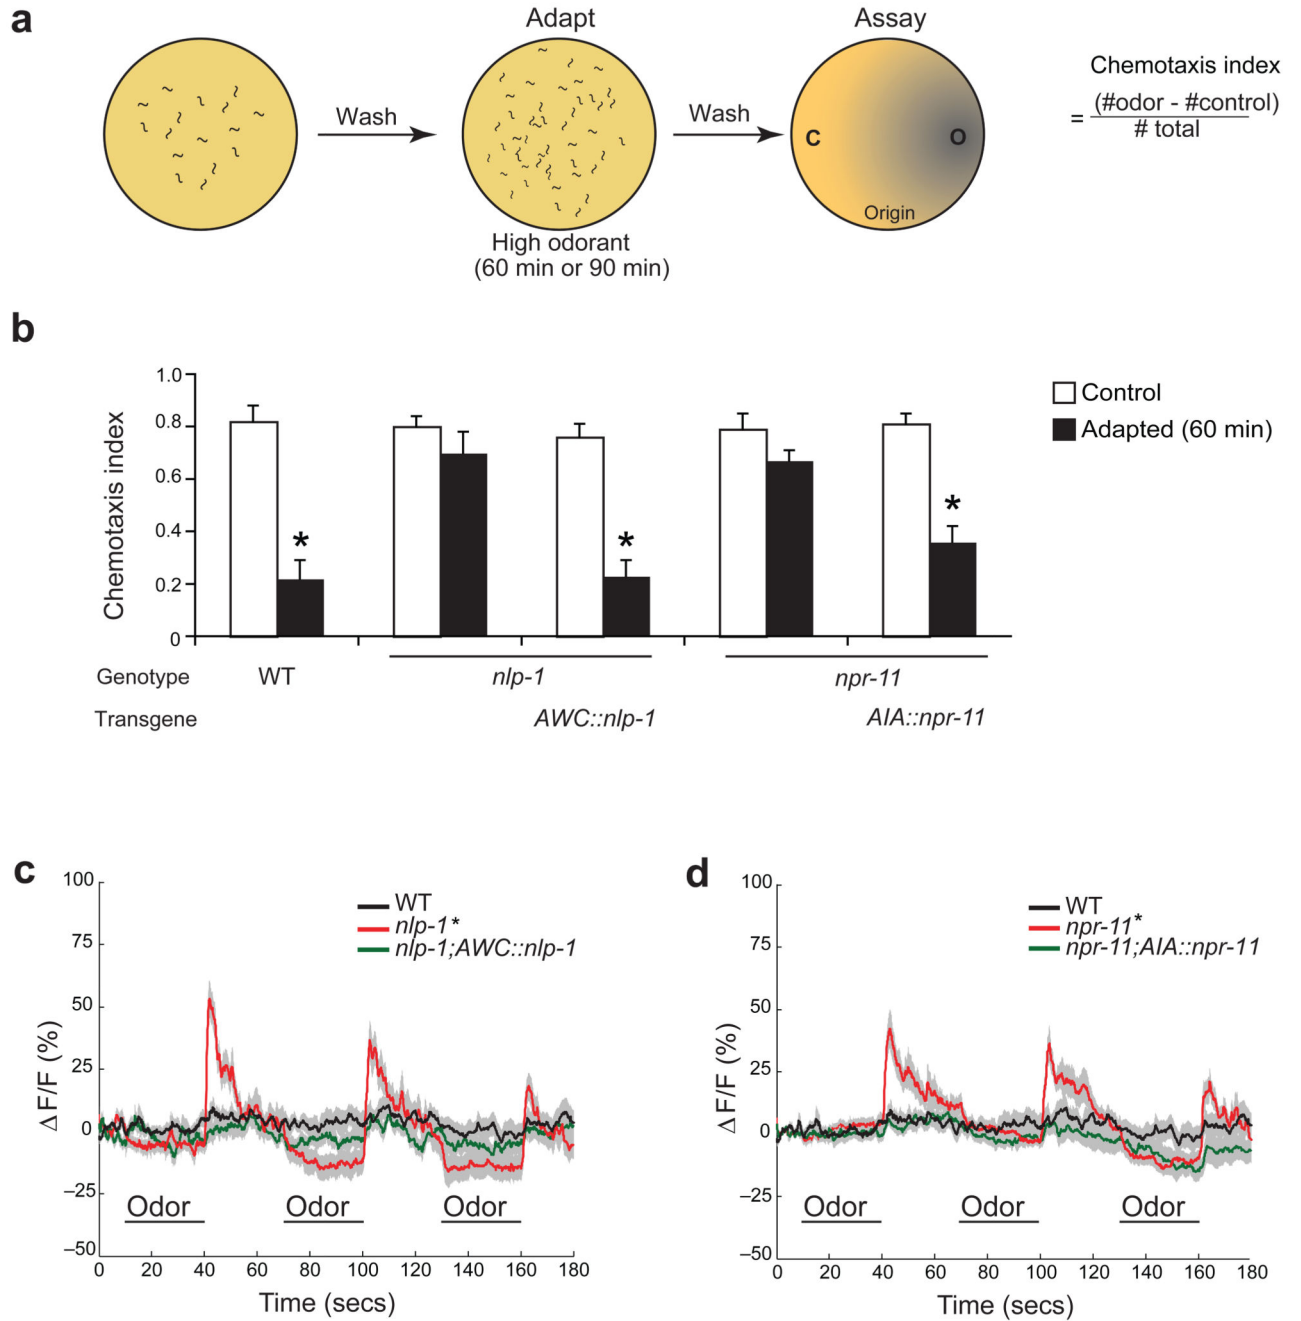 a
Adapt
Assay
Wash
Wash
C
O
Origin
High odorant
(60 min or 90 min)
Chemotaxis index
= (#odor - #control)
# total
b
Chemotaxis index
1.0
0.8
0.6
0.4
0.2
0
*
*
*
Control
Adapted (60 min)
Genotype
WT
nlp-1
npr-11
Transgene
AWC::nlp-1
AIA::npr-11
c
ΔF/F (%)
100
75
50
25
0
–25
–50
WT
nlp-1*
nlp-1;AWC::nlp-1
Odor
Odor
Odor
0 20 40 60 80 100 120 140 160 180
Time (secs)
d
ΔF/F (%)
100
75
50
25
0
–25
–50
WT
npr-11*
npr-11;AIA::npr-11
Odor
Odor
Odor
0 20 40 60 80 100 120 140 160 180
Time (secs)